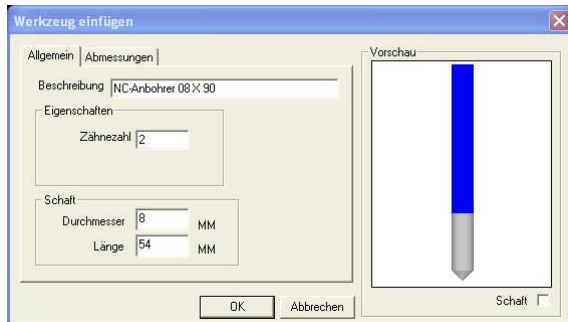 Werkzeug einfügen
Allgemein
Abmessungen
Beschreibung NC-Anbohrer 08 X 90
Eigenschaften
Zähnezahl 2
Schaft
Durchmesser 8 MM
Länge 54 MM
OK
Abbrechen
Vorschau
Schaft